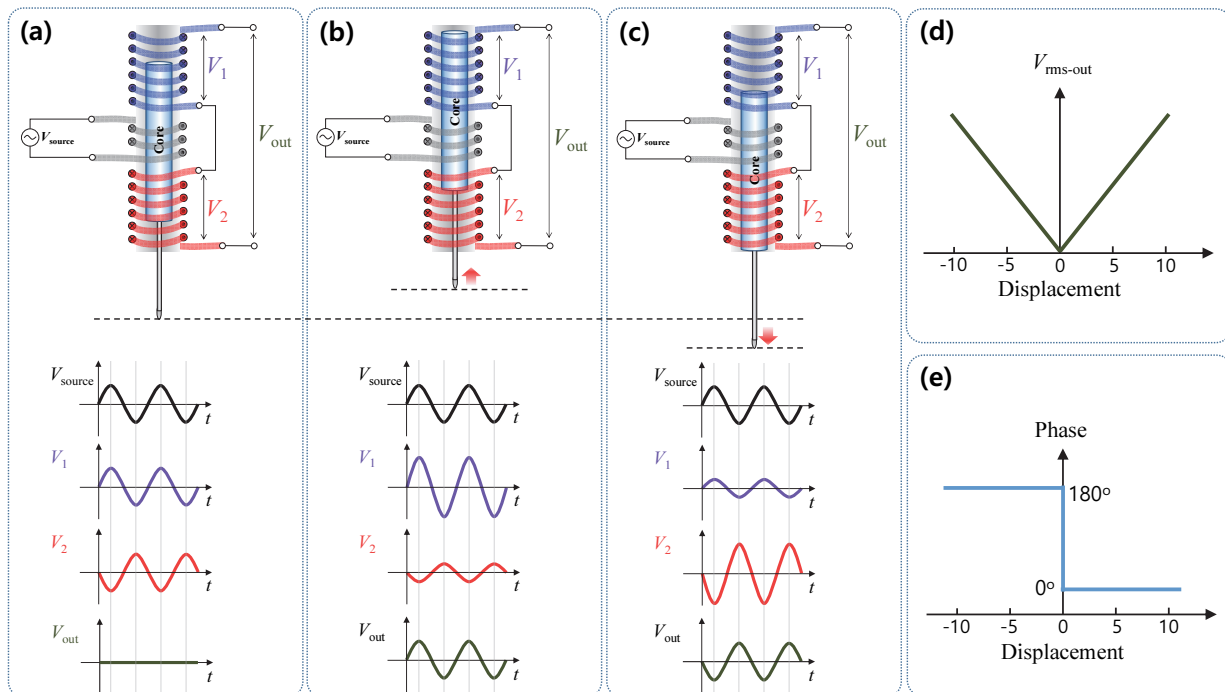 (a)
V1
Vsource
Core
Vout
V2
Vsource
t
V1
t
V2
t
Vout
t
(b)
V1
Vsource
Core
Vout
V2
Vsource
t
V1
t
V2
t
Vout
t
(c)
V1
Vsource
Core
Vout
V2
Vsource
t
V1
t
V2
t
Vout
t
(d)
Vrms-out
-10 -5 0 5 10
Displacement
(e)
Phase
180°
0°
-10 -5 0 5 10
Displacement